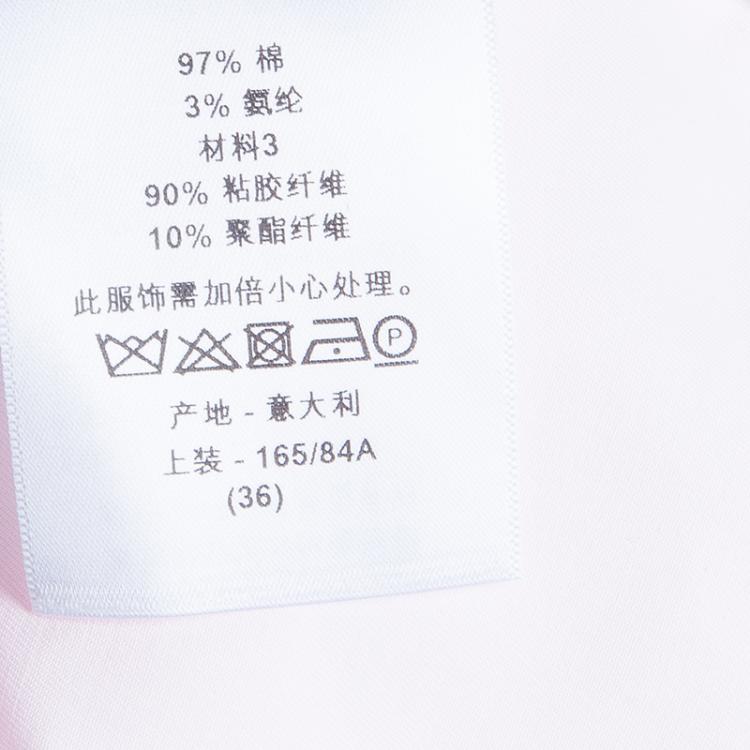 97% 棉
3% 氨纶
材料3
90% 粘胶纤维
10% 聚酯纤维
此服饰需加倍小心处理。
P
产地 - 意大利
上装 - 165/84A
(36)